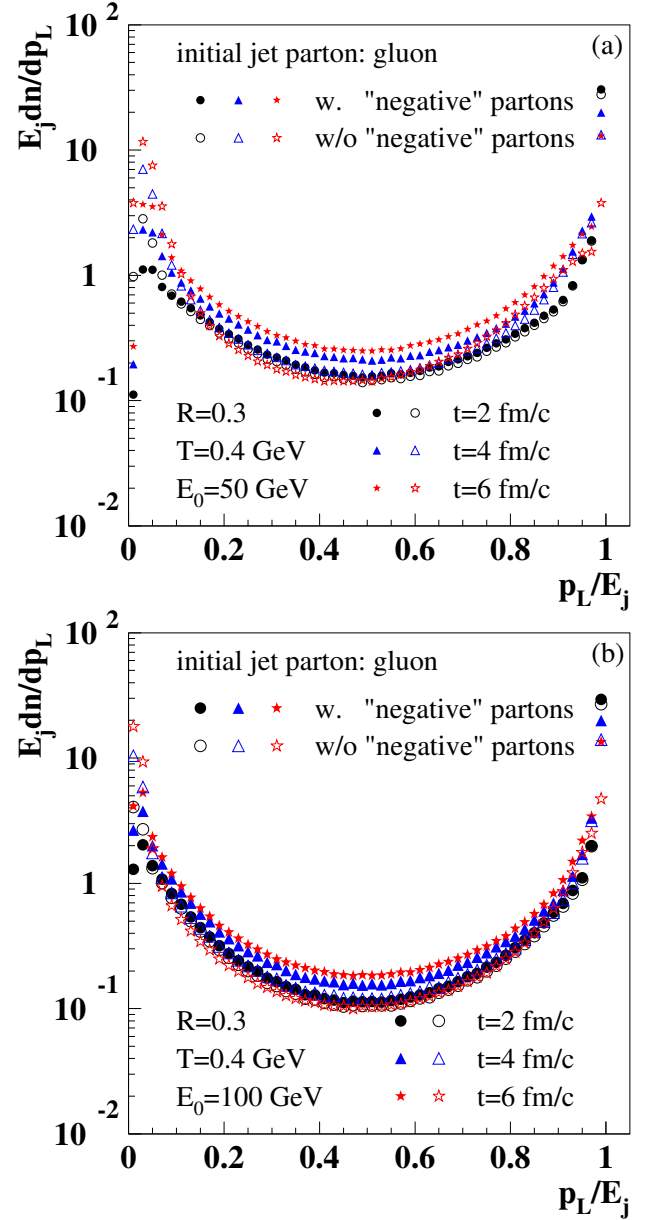 E_j dn/dp_L
10^2
(a)
initial jet parton: gluon
w. "negative" partons
w/o "negative" partons
10
1
10^-1
R=0.3 t=2 fm/c
T=0.4 GeV t=4 fm/c
E_0=50 GeV t=6 fm/c
10^-2
0 0.2 0.4 0.6 0.8 1
p_L/E_j
E_j dn/dp_L
10^2
(b)
initial jet parton: gluon
w. "negative" partons
w/o "negative" partons
10
1
10^-1
R=0.3 t=2 fm/c
T=0.4 GeV t=4 fm/c
E_0=100 GeV t=6 fm/c
10^-2
0 0.2 0.4 0.6 0.8 1
p_L/E_j